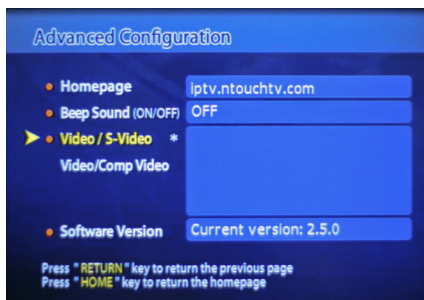 Advanced Configuration
Homepage iptv.ntouchtv.com
Beep Sound (ON/OFF) OFF
Video / S-Video *
Video/Comp Video
Software Version Current version: 2.5.0
Press "RETURN" key to return the previous page
Press "HOME" key to return the homepage